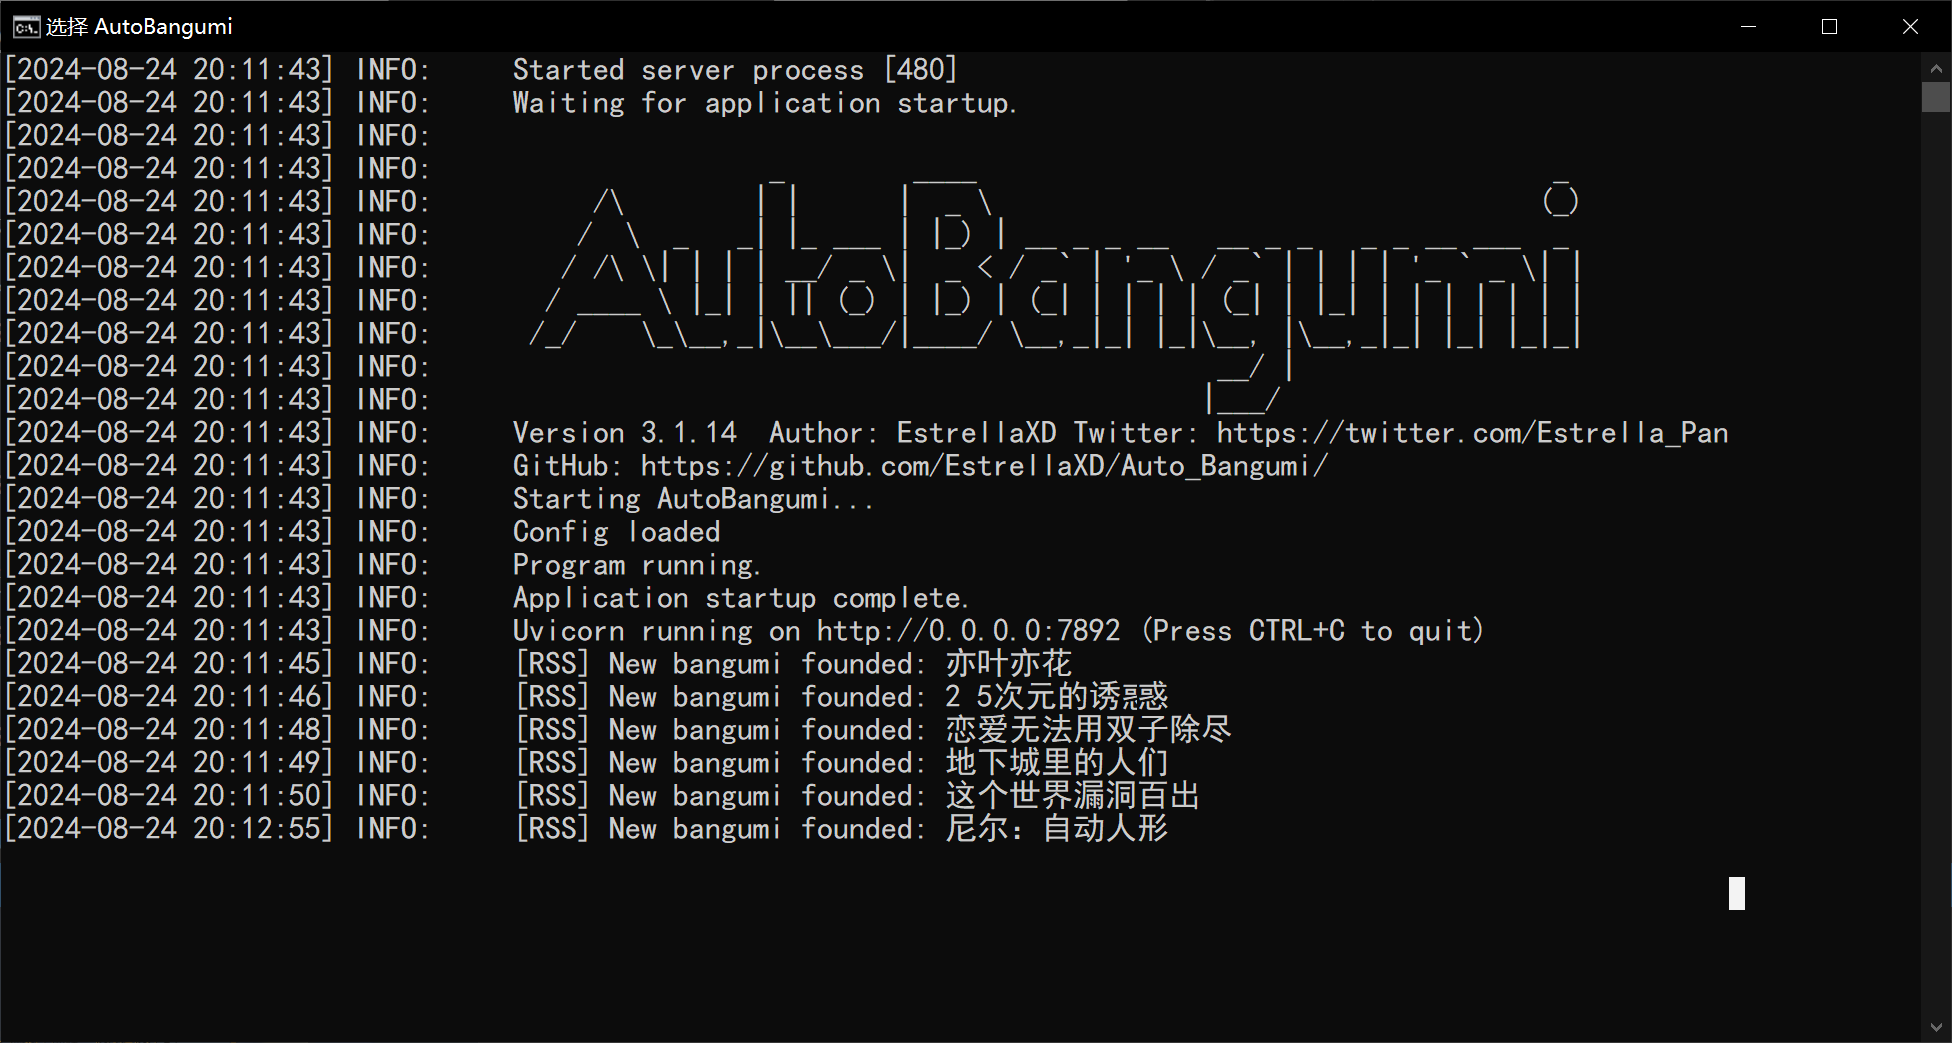 选择 AutoBangumi
[2024-08-24 20:11:43] INFO:     Started server process [480]
[2024-08-24 20:11:43] INFO:     Waiting for application startup.
[2024-08-24 20:11:43] INFO:
[2024-08-24 20:11:43] INFO:
[2024-08-24 20:11:43] INFO:
[2024-08-24 20:11:43] INFO:
[2024-08-24 20:11:43] INFO:     AutoBangumi
[2024-08-24 20:11:43] INFO:
[2024-08-24 20:11:43] INFO:
[2024-08-24 20:11:43] INFO:
[2024-08-24 20:11:43] INFO:
[2024-08-24 20:11:43] INFO:     Version 3.1.14  Author: EstrellaXD Twitter: https://twitter.com/Estrella_Pan
[2024-08-24 20:11:43] INFO:     GitHub: https://github.com/EstrellaXD/Auto_Bangumi/
[2024-08-24 20:11:43] INFO:     Starting AutoBangumi...
[2024-08-24 20:11:43] INFO:     Config loaded
[2024-08-24 20:11:43] INFO:     Program running.
[2024-08-24 20:11:43] INFO:     Application startup complete.
[2024-08-24 20:11:43] INFO:     Uvicorn running on http://0.0.0.0:7892 (Press CTRL+C to quit)
[2024-08-24 20:11:45] INFO:     [RSS] New bangumi founded: 亦叶亦花
[2024-08-24 20:11:46] INFO:     [RSS] New bangumi founded: 2 5次元的诱惑
[2024-08-24 20:11:48] INFO:     [RSS] New bangumi founded: 恋爱无法用双子除尽
[2024-08-24 20:11:49] INFO:     [RSS] New bangumi founded: 地下城里的人们
[2024-08-24 20:11:50] INFO:     [RSS] New bangumi founded: 这个世界漏洞百出
[2024-08-24 20:12:55] INFO:     [RSS] New bangumi founded: 尼尔：自动人形